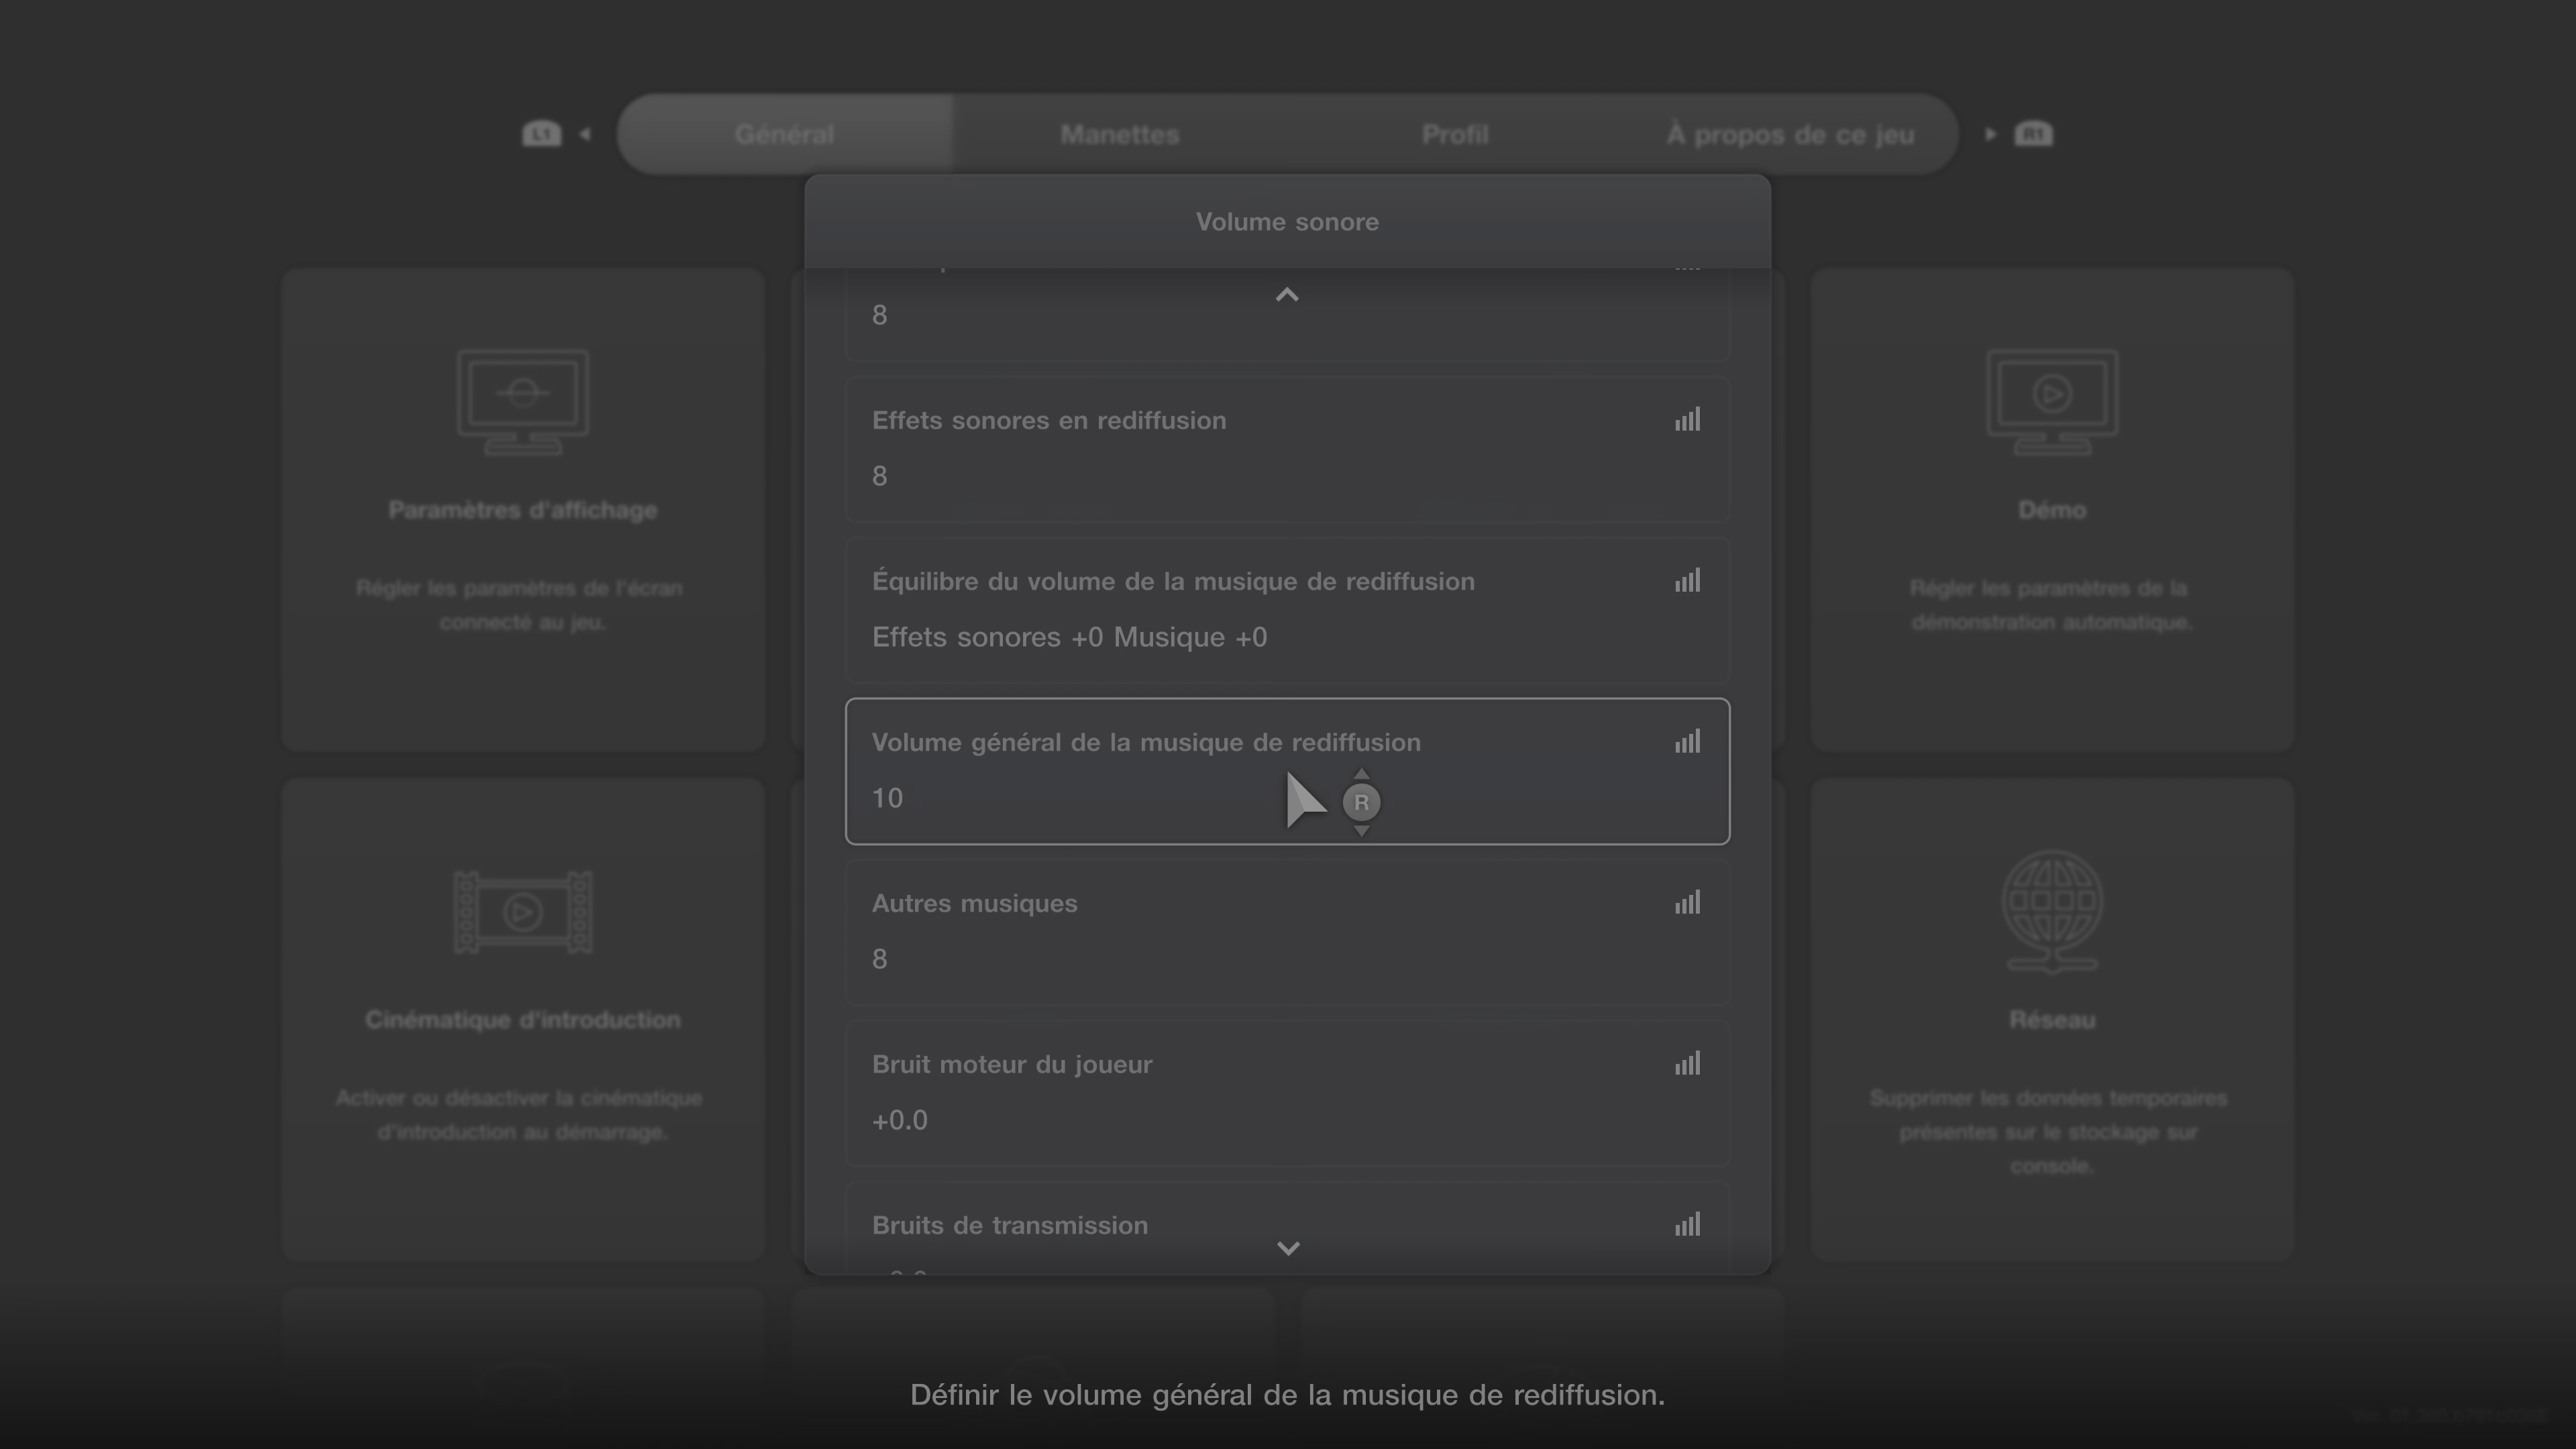 L1
Général
Manettes
Profil
À propos de ce jeu
R1
Volume sonore
8
Effets sonores en rediffusion
8
Équilibre du volume de la musique de rediffusion
Effets sonores +0 Musique +0
Volume général de la musique de rediffusion
10
R
Autres musiques
8
Bruit moteur du joueur
+0.0
Bruits de transmission
Paramètres d'affichage
Régler les paramètres de l'écran
connecté au jeu.
Démo
Régler les paramètres de la
démonstration automatique.
Cinématique d'introduction
Activer ou désactiver la cinématique
d'introduction au démarrage.
Réseau
Supprimer les données temporaires
présentes sur le stockage sur
console.
Définir le volume général de la musique de rediffusion.